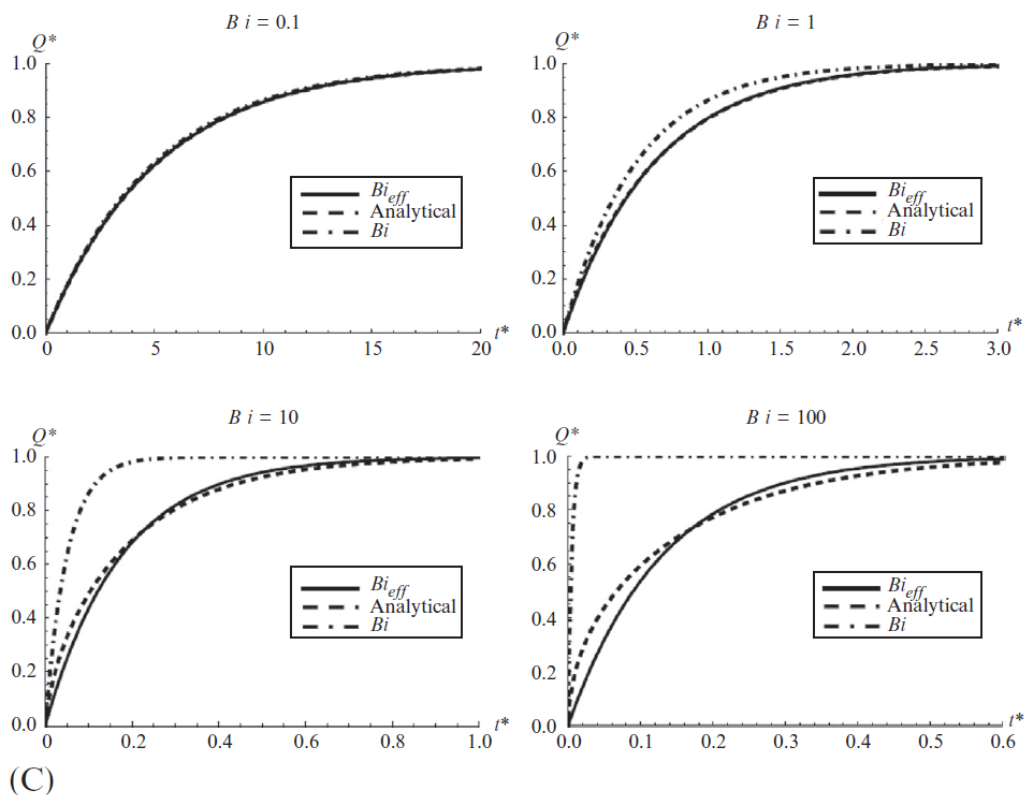 B i = 0.1
Q*
1.0
0.8
0.6
0.4
0.2
0.0
0
5
10
15
20
t*
Bi_eff
Analytical
Bi
B i = 1
Q*
1.0
0.8
0.6
0.4
0.2
0.0
0.0
0.5
1.0
1.5
2.0
2.5
3.0
t*
Bi_eff
Analytical
Bi
B i = 10
Q*
1.0
0.8
0.6
0.4
0.2
0.0
0
0.2
0.4
0.6
0.8
1.0
t*
Bi_eff
Analytical
Bi
B i = 100
Q*
1.0
0.8
0.6
0.4
0.2
0.0
0.0
0.1
0.2
0.3
0.4
0.5
0.6
t*
Bi_eff
Analytical
Bi
(C)